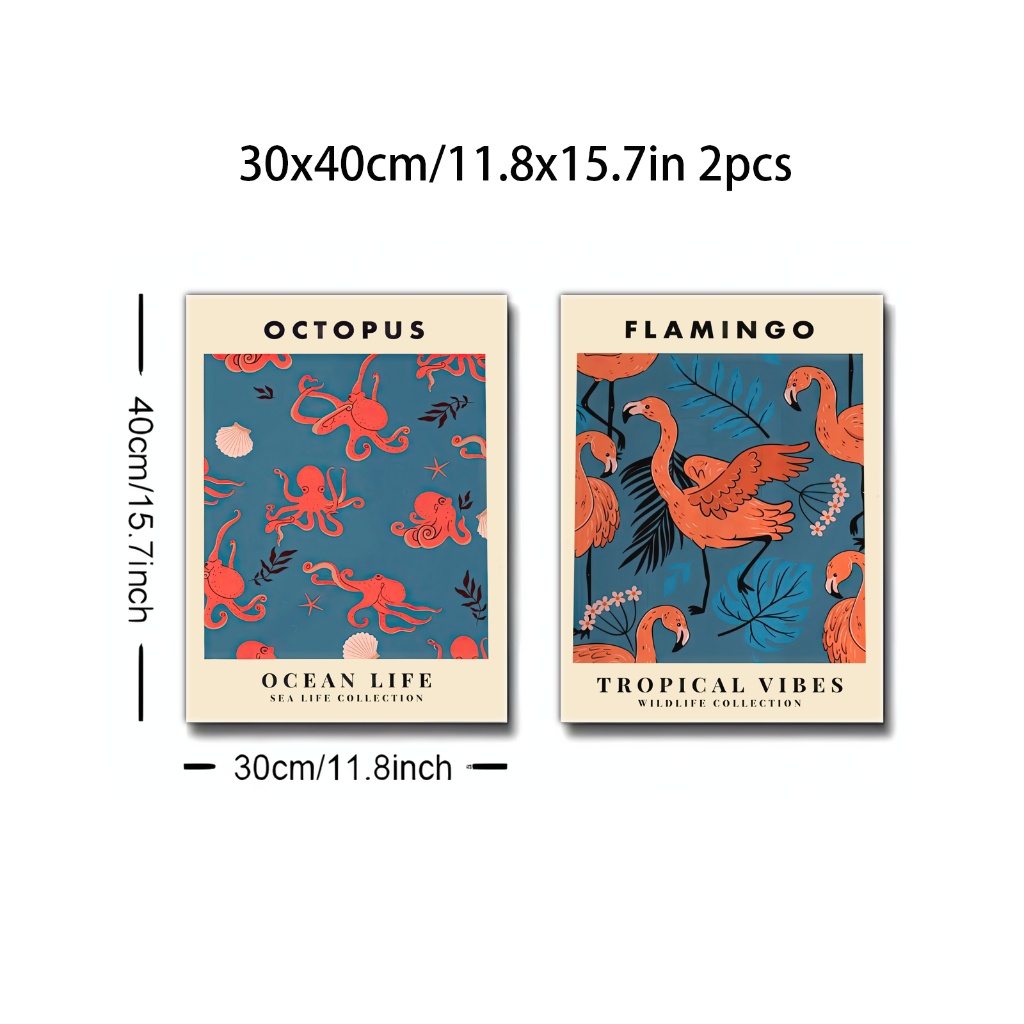 30x40cm/11.8x15.7in 2pcs
OCTOPUS
OCEAN LIFE
SEA LIFE COLLECTION
FLAMINGO
TROPICAL VIBES
WILDLIFE COLLECTION
40cm/15.7inch
30cm/11.8inch